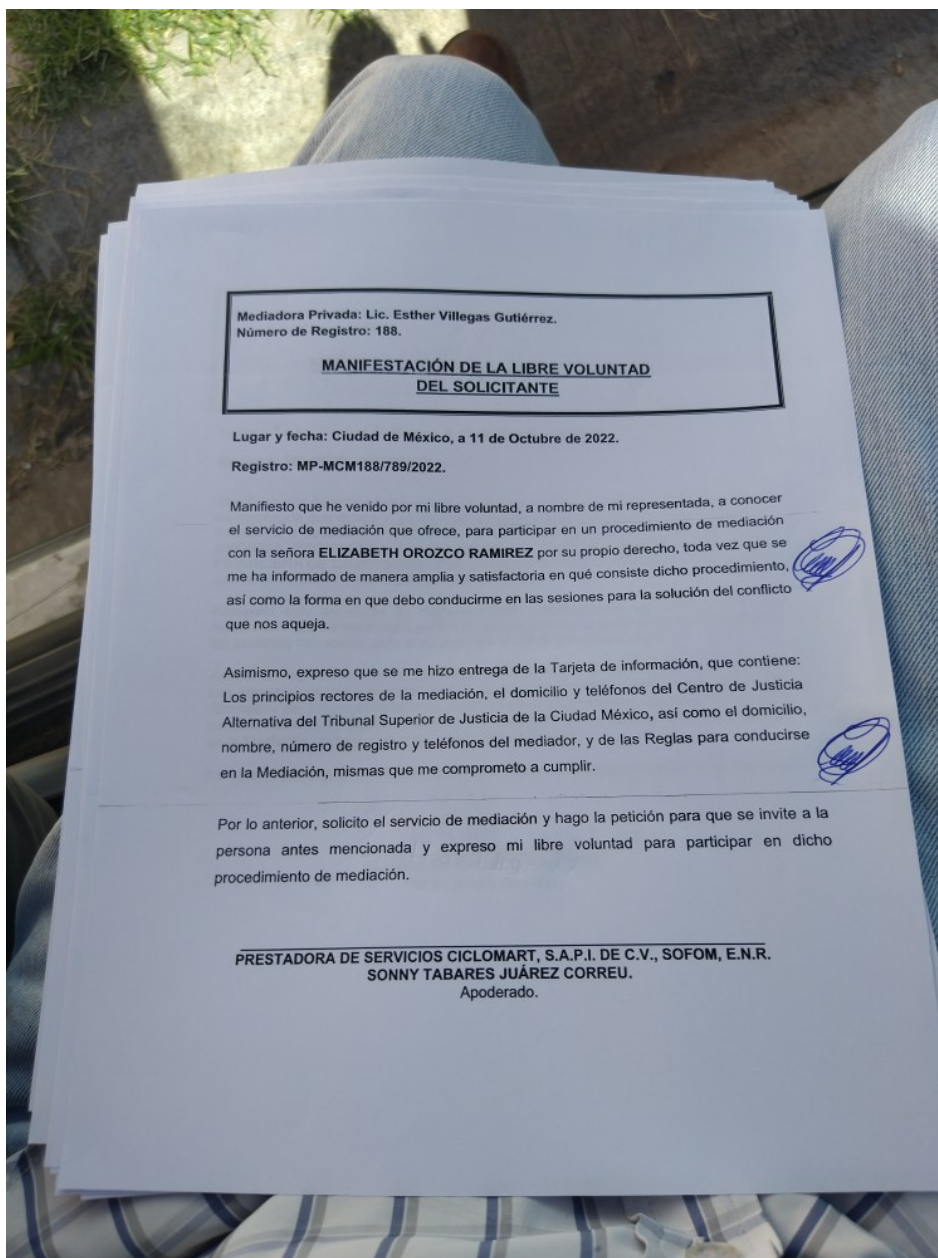 Mediadora Privada: Lic. Esther Villegas Gutiérrez.
Número de Registro: 188.
MANIFESTACIÓN DE LA LIBRE VOLUNTAD
DEL SOLICITANTE
Lugar y fecha: Ciudad de México, a 11 de Octubre de 2022.
Registro: MP-MCM188/789/2022.
Manifiesto que he venido por mi libre voluntad, a nombre de mi representada, a conocer
el servicio de mediación que ofrece, para participar en un procedimiento de mediación
con la señora ELIZABETH OROZCO RAMIREZ por su propio derecho, toda vez que se
me ha informado de manera amplia y satisfactoria en qué consiste dicho procedimiento,
así como la forma en que debo conducirme en las sesiones para la solución del conflicto
que nos aqueja.
Asimismo, expreso que se me hizo entrega de la Tarjeta de información, que contiene:
Los principios rectores de la mediación, el domicilio y teléfonos del Centro de Justicia
Alternativa del Tribunal Superior de Justicia de la Ciudad México, así como el domicilio,
nombre, número de registro y teléfonos del mediador, y de las Reglas para conducirse
en la Mediación, mismas que me comprometo a cumplir.
Por lo anterior, solicito el servicio de mediación y hago la petición para que se invite a la
persona antes mencionada y expreso mi libre voluntad para participar en dicho
procedimiento de mediación.
PRESTADORA DE SERVICIOS CICLOMART, S.A.P.I. DE C.V., SOFOM, E.N.R.
SONNY TABARES JUÁREZ CORREU.
Apoderado.